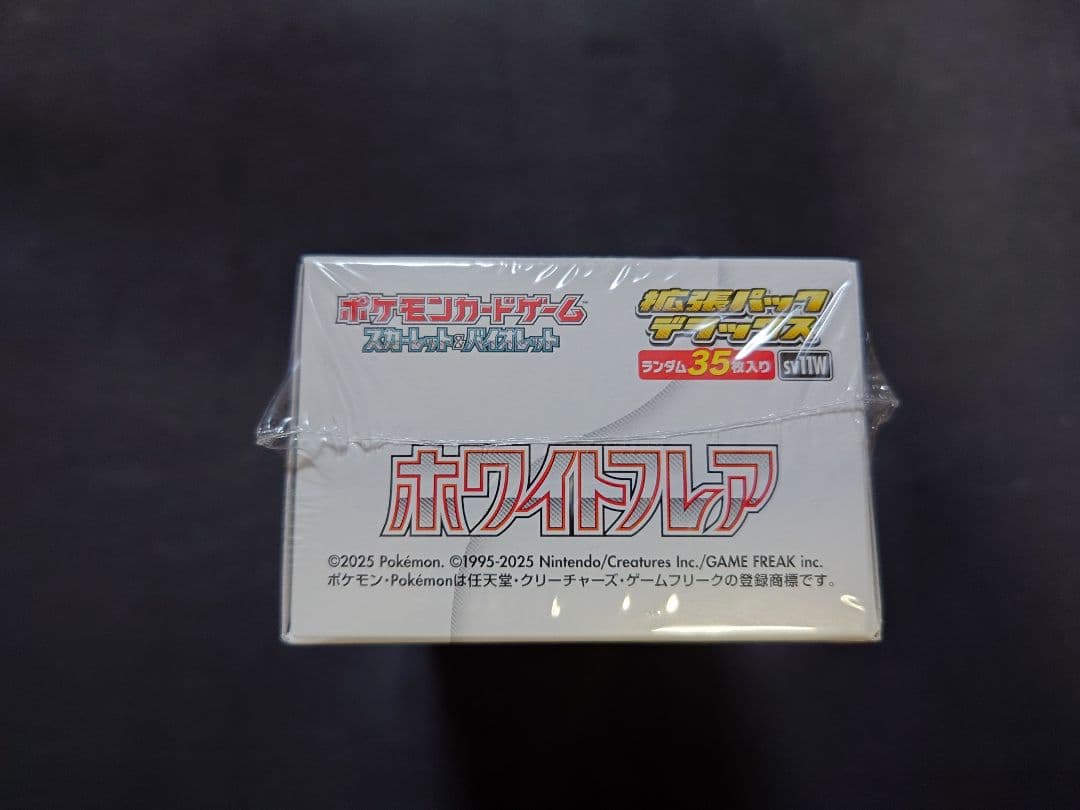 ポケモンカードゲーム™
スカーレット&バイオレット
拡張パック
デラックス
ランダム35枚入り
sv11W
ホワイトフレア
©2025 Pokémon. ©1995-2025 Nintendo/Creatures Inc./GAME FREAK inc.
ポケモン・Pokémonは任天堂・クリーチャーズ・ゲームフリークの登録商標です。